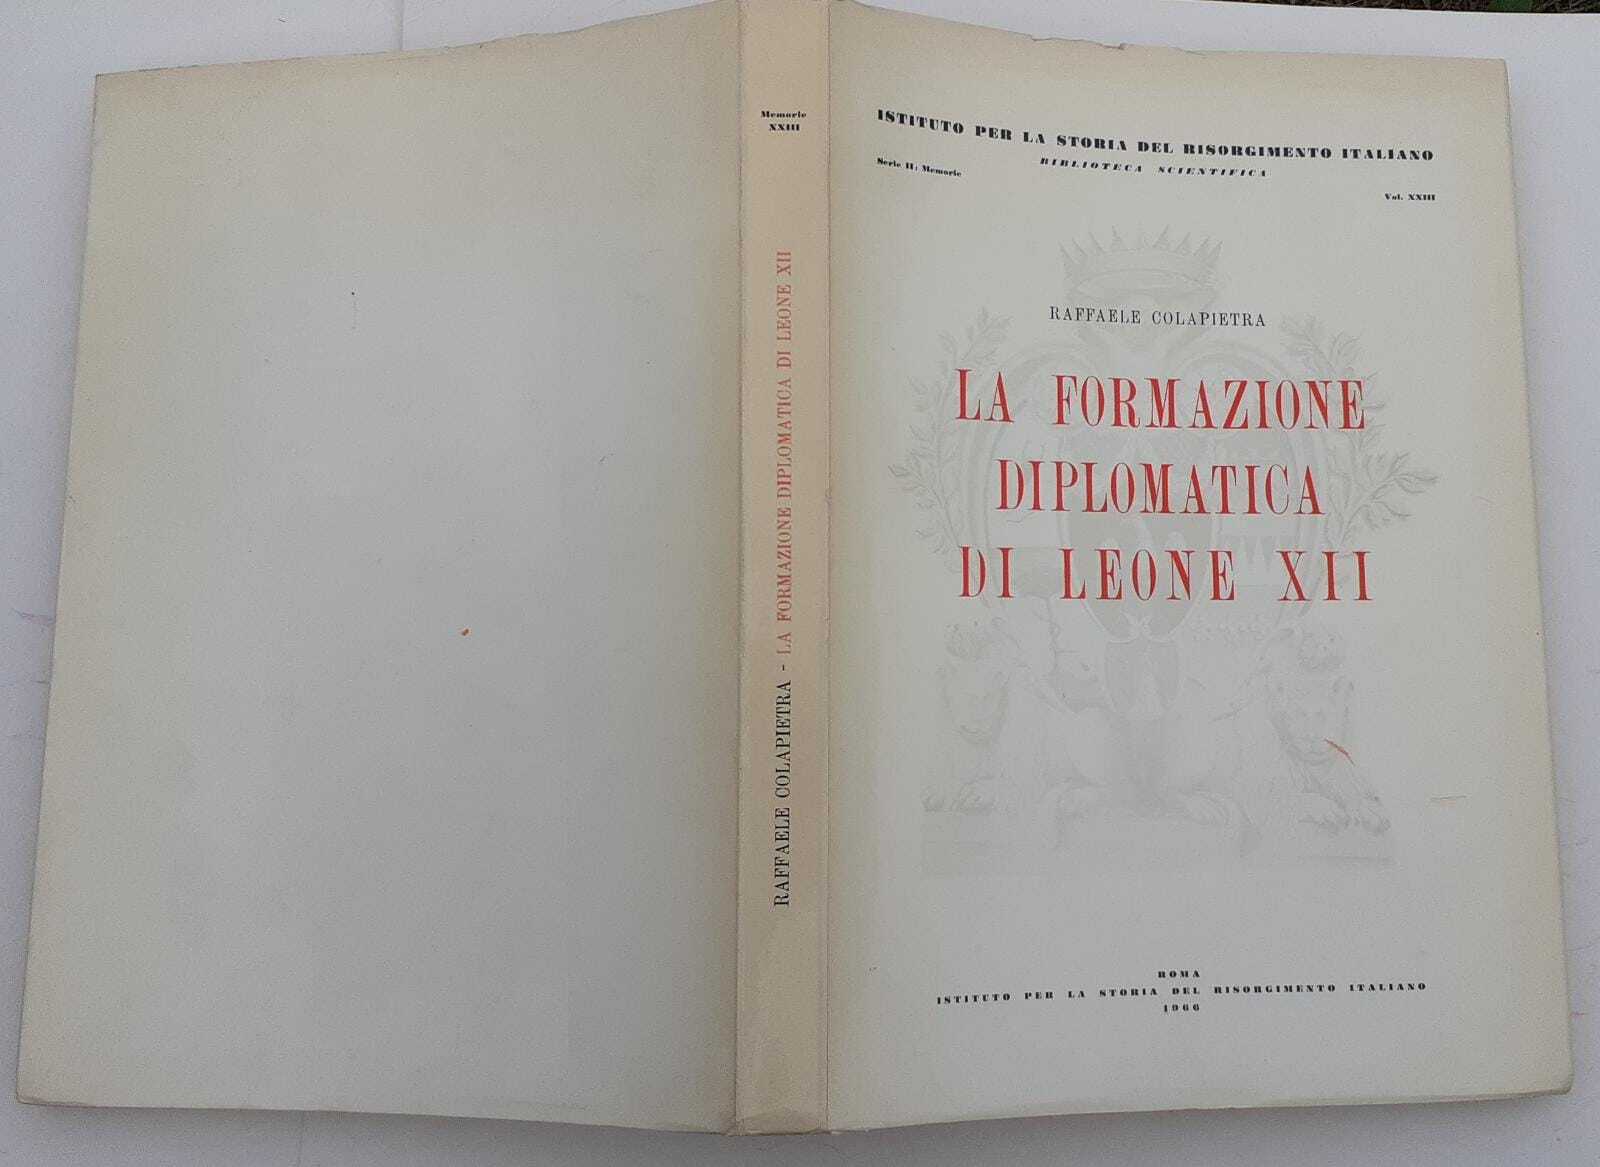 Memorie
XXIII
RAFFAELE COLAPIETRA - LA FORMAZIONE DIPLOMATICA DI LEONE XII
ISTITUTO PER LA STORIA DEL RISORGIMENTO ITALIANO
BIBLIOTECA SCIENTIFICA
Serie II: Memorie
Vol. XXIII
RAFFAELE COLAPIETRA
LA FORMAZIONE
DIPLOMATICA
DI LEONE XII
ROMA
ISTITUTO PER LA STORIA DEL RISORGIMENTO ITALIANO
1966